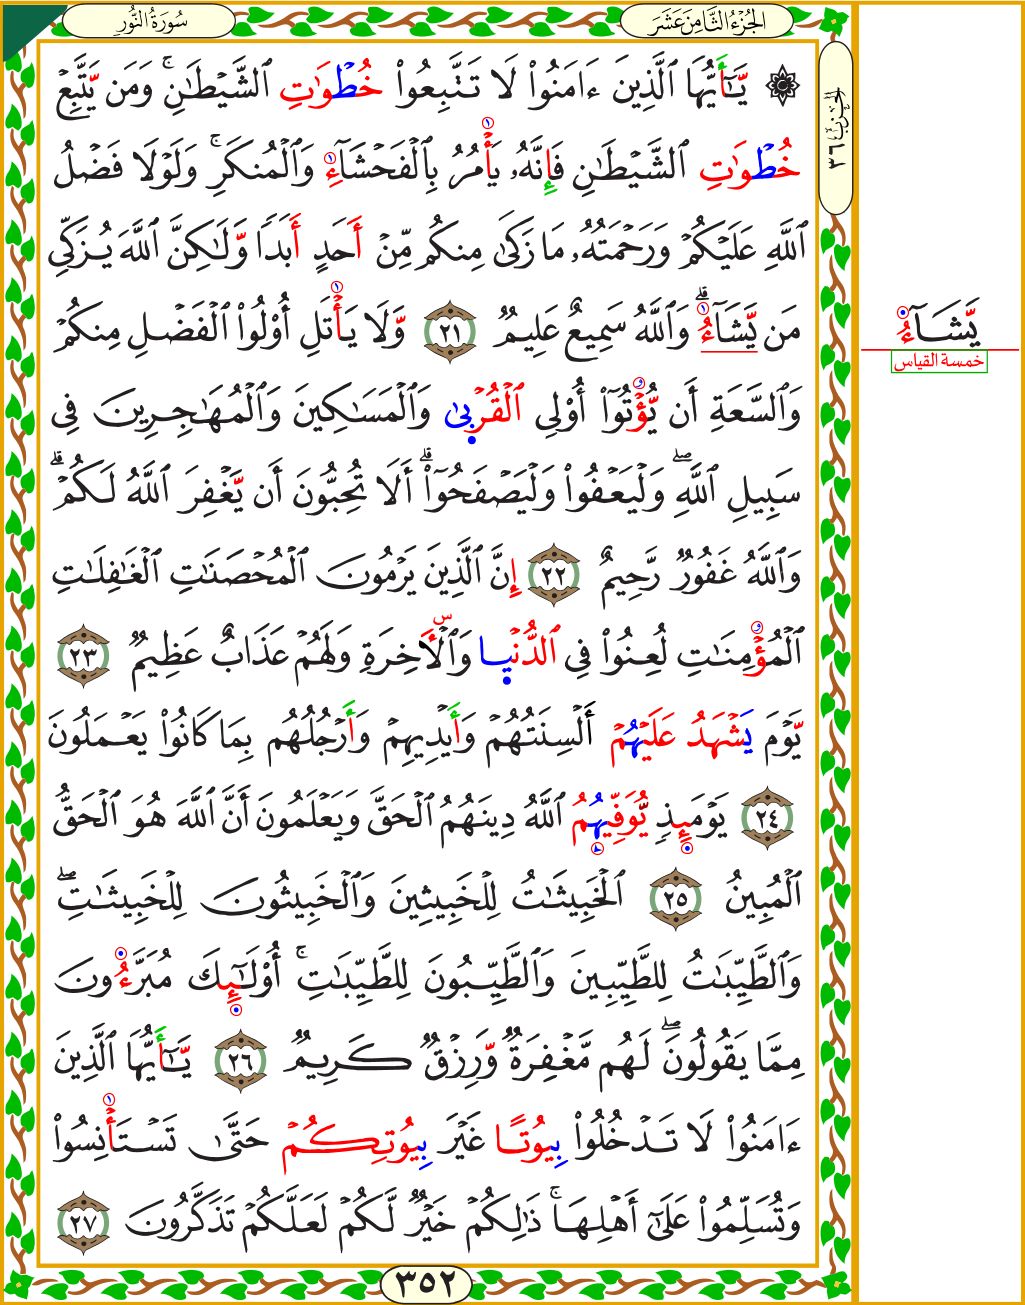 سُورَةُ النُّورِ
الجُزْءُ الثَّامِنَ عَشَرَ
الحزب ٣٦
۞ يَّـٰٓأَيُّهَا ٱلَّذِينَ ءَامَنُوا۟ لَا تَتَّبِعُوا۟ خُطْوَٰتِ ٱلشَّيْطَـٰنِ ۚ وَمَن يَّتَّبِعْ
خُطْوَٰتِ ٱلشَّيْطَـٰنِ فَإِنَّهُۥ يَأْمُرُ بِٱلْفَحْشَآءِ وَٱلْمُنكَرِ ۚ وَلَوْلَا فَضْلُ
ٱللَّهِ عَلَيْكُمْ وَرَحْمَتُهُۥ مَا زَكَىٰ مِنكُم مِّنْ أَحَدٍ أَبَدًا وَّلَـٰكِنَّ ٱللَّهَ يُزَكِّى
مَن يَّشَآءُ ۗ وَٱللَّهُ سَمِيعٌ عَلِيمٌ ٢١ وَّلَا يَأْتَلِ أُو۟لُوا۟ ٱلْفَضْلِ مِنكُمْ
يَّشَآءُ
خمسة القياس
وَٱلسَّعَةِ أَن يُّؤْتُوٓا۟ أُو۟لِى ٱلْقُرْبَىٰ وَٱلْمَسَـٰكِينَ وَٱلْمُهَـٰجِرِينَ فِى
سَبِيلِ ٱللَّهِ ۖ وَلْيَعْفُوا۟ وَلْيَصْفَحُوٓا۟ ۗ أَلَا تُحِبُّونَ أَن يَّغْفِرَ ٱللَّهُ لَكُمْ ۗ
وَٱللَّهُ غَفُورٌ رَّحِيمٌ ٢٢ إِنَّ ٱلَّذِينَ يَرْمُونَ ٱلْمُحْصَنَـٰتِ ٱلْغَـٰفِلَـٰتِ
ٱلْمُؤْمِنَـٰتِ لُعِنُوا۟ فِى ٱلدُّنْيَا وَٱلْأَخِرَةِ وَلَهُمْ عَذَابٌ عَظِيمٌ ٢٣
يَّوْمَ يَشْهَدُ عَلَيْهُمْ أَلْسِنَتُهُمْ وَأَيْدِيهِمْ وَأَرْجُلُهُم بِمَا كَانُوا۟ يَعْمَلُونَ
٢٤ يَوْمَئِذٍ يُّوَفِّيهُمُ ٱللَّهُ دِينَهُمُ ٱلْحَقَّ وَيَعْلَمُونَ أَنَّ ٱللَّهَ هُوَ ٱلْحَقُّ
ٱلْمُبِينُ ٢٥ ٱلْخَبِيثَـٰتُ لِلْخَبِيثِينَ وَٱلْخَبِيثُونَ لِلْخَبِيثَـٰتِ ۖ
وَٱلطَّيِّبَـٰتُ لِلطَّيِّبِينَ وَٱلطَّيِّبُونَ لِلطَّيِّبَـٰتِ ۚ أُو۟لَـٰٓئِكَ مُبَرَّءُونَ
مِمَّا يَقُولُونَ ۖ لَهُم مَّغْفِرَةٌ وَّرِزْقٌ كَرِيمٌ ٢٦ يَّـٰٓأَيُّهَا ٱلَّذِينَ
ءَامَنُوا۟ لَا تَدْخُلُوا۟ بِيُوتًا غَيْرَ بِيُوتِكُمْ حَتَّىٰ تَسْتَأْنِسُوا۟
وَتُسَلِّمُوا۟ عَلَىٰٓ أَهْلِهَا ۚ ذَٰلِكُمْ خَيْرٌ لَّكُمْ لَعَلَّكُمْ تَذَّكَّرُونَ ٢٧
٣٥٢